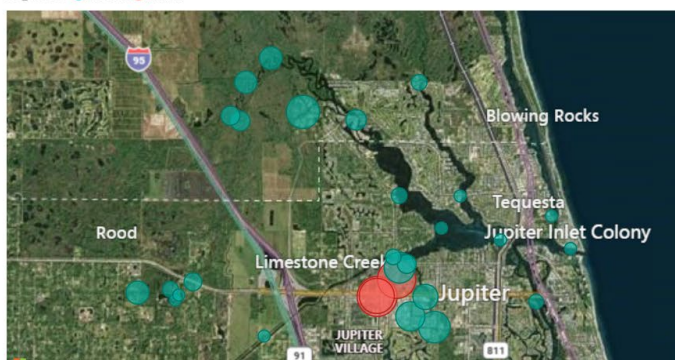 95
Blowing Rocks
Tequesta
Rood
Jupiter Inlet Colony
Limestone Creek
Jupiter
JUPITER
VILLAGE
91
811